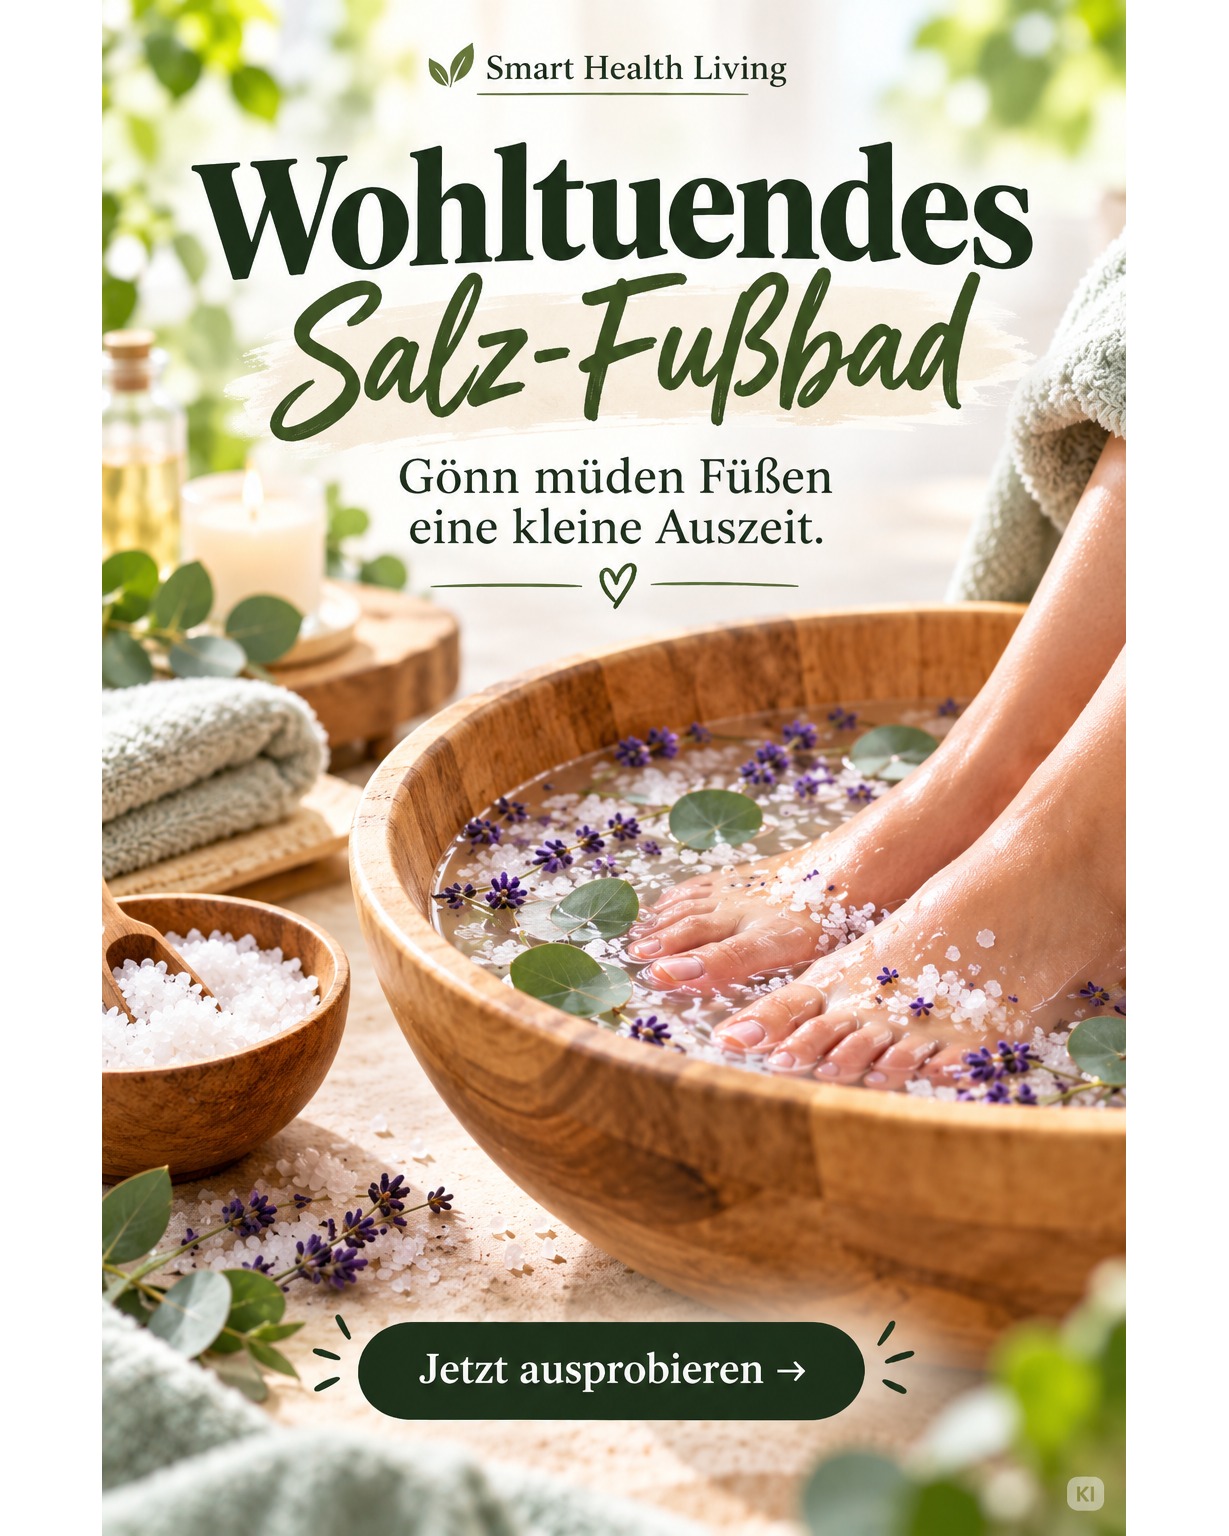 Smart Health Living
Wohltuendes
Salz-Fußbad
Gönn müden Füßen
eine kleine Auszeit.
Jetzt ausprobieren →
KI